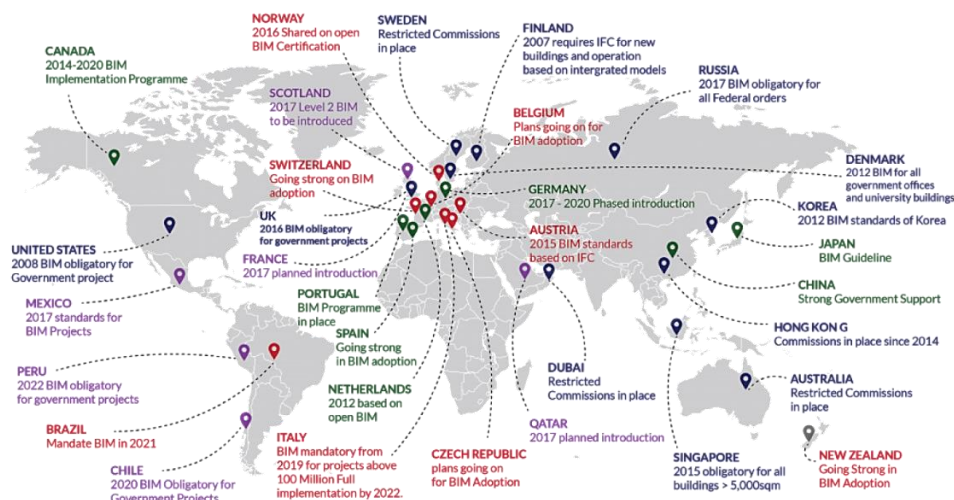 NORWAY
2016 Shared on open
BIM Certification
SWEDEN
Restricted Commissions
in place
FINLAND
2007 requires IFC for new
buildings and operation
based on intergrated models
CANADA
2014-2020 BIM
Implementation Programme
RUSSIA
2017 BIM obligatory for
all Federal orders
SCOTLAND
2017 Level 2 BIM
to be introduced
BELGIUM
Plans going on for
BIM adoption
SWITZERLAND
Going strong on BIM
adoption
DENMARK
2012 BIM for all
government offices
and university buildings
GERMANY
2017 - 2020 Phased introduction
KOREA
2012 BIM standards of Korea
UK
2016 BIM obligatory
for government projects
AUSTRIA
2015 BIM standards
based on IFC
JAPAN
BIM Guideline
UNITED STATES
2008 BIM obligatory for
Government project
FRANCE
2017 planned introduction
CHINA
Strong Government Support
PORTUGAL
BIM Programme
in place
MEXICO
2017 standards for
BIM Projects
HONG KON G
Commissions in place since 2014
SPAIN
Going strong
in BIM adoption
PERU
2022 BIM obligatory
for government projects
DUBAI
Restricted
Commissions in place
AUSTRALIA
Restricted Commissions
in place
NETHERLANDS
2012 based on
open BIM
BRAZIL
Mandate BIM in 2021
QATAR
2017 planned introduction
ITALY
BIM mandatory from
2019 for projects above
100 Million Full
implementation by 2022.
CZECH REPUBLIC
plans going on
for BIM Adoption
SINGAPORE
2015 obligatory for all
buildings > 5,000sqm
NEW ZEALAND
Going Strong in
BIM Adoption
CHILE
2020 BIM Obligatory for
Government Projects